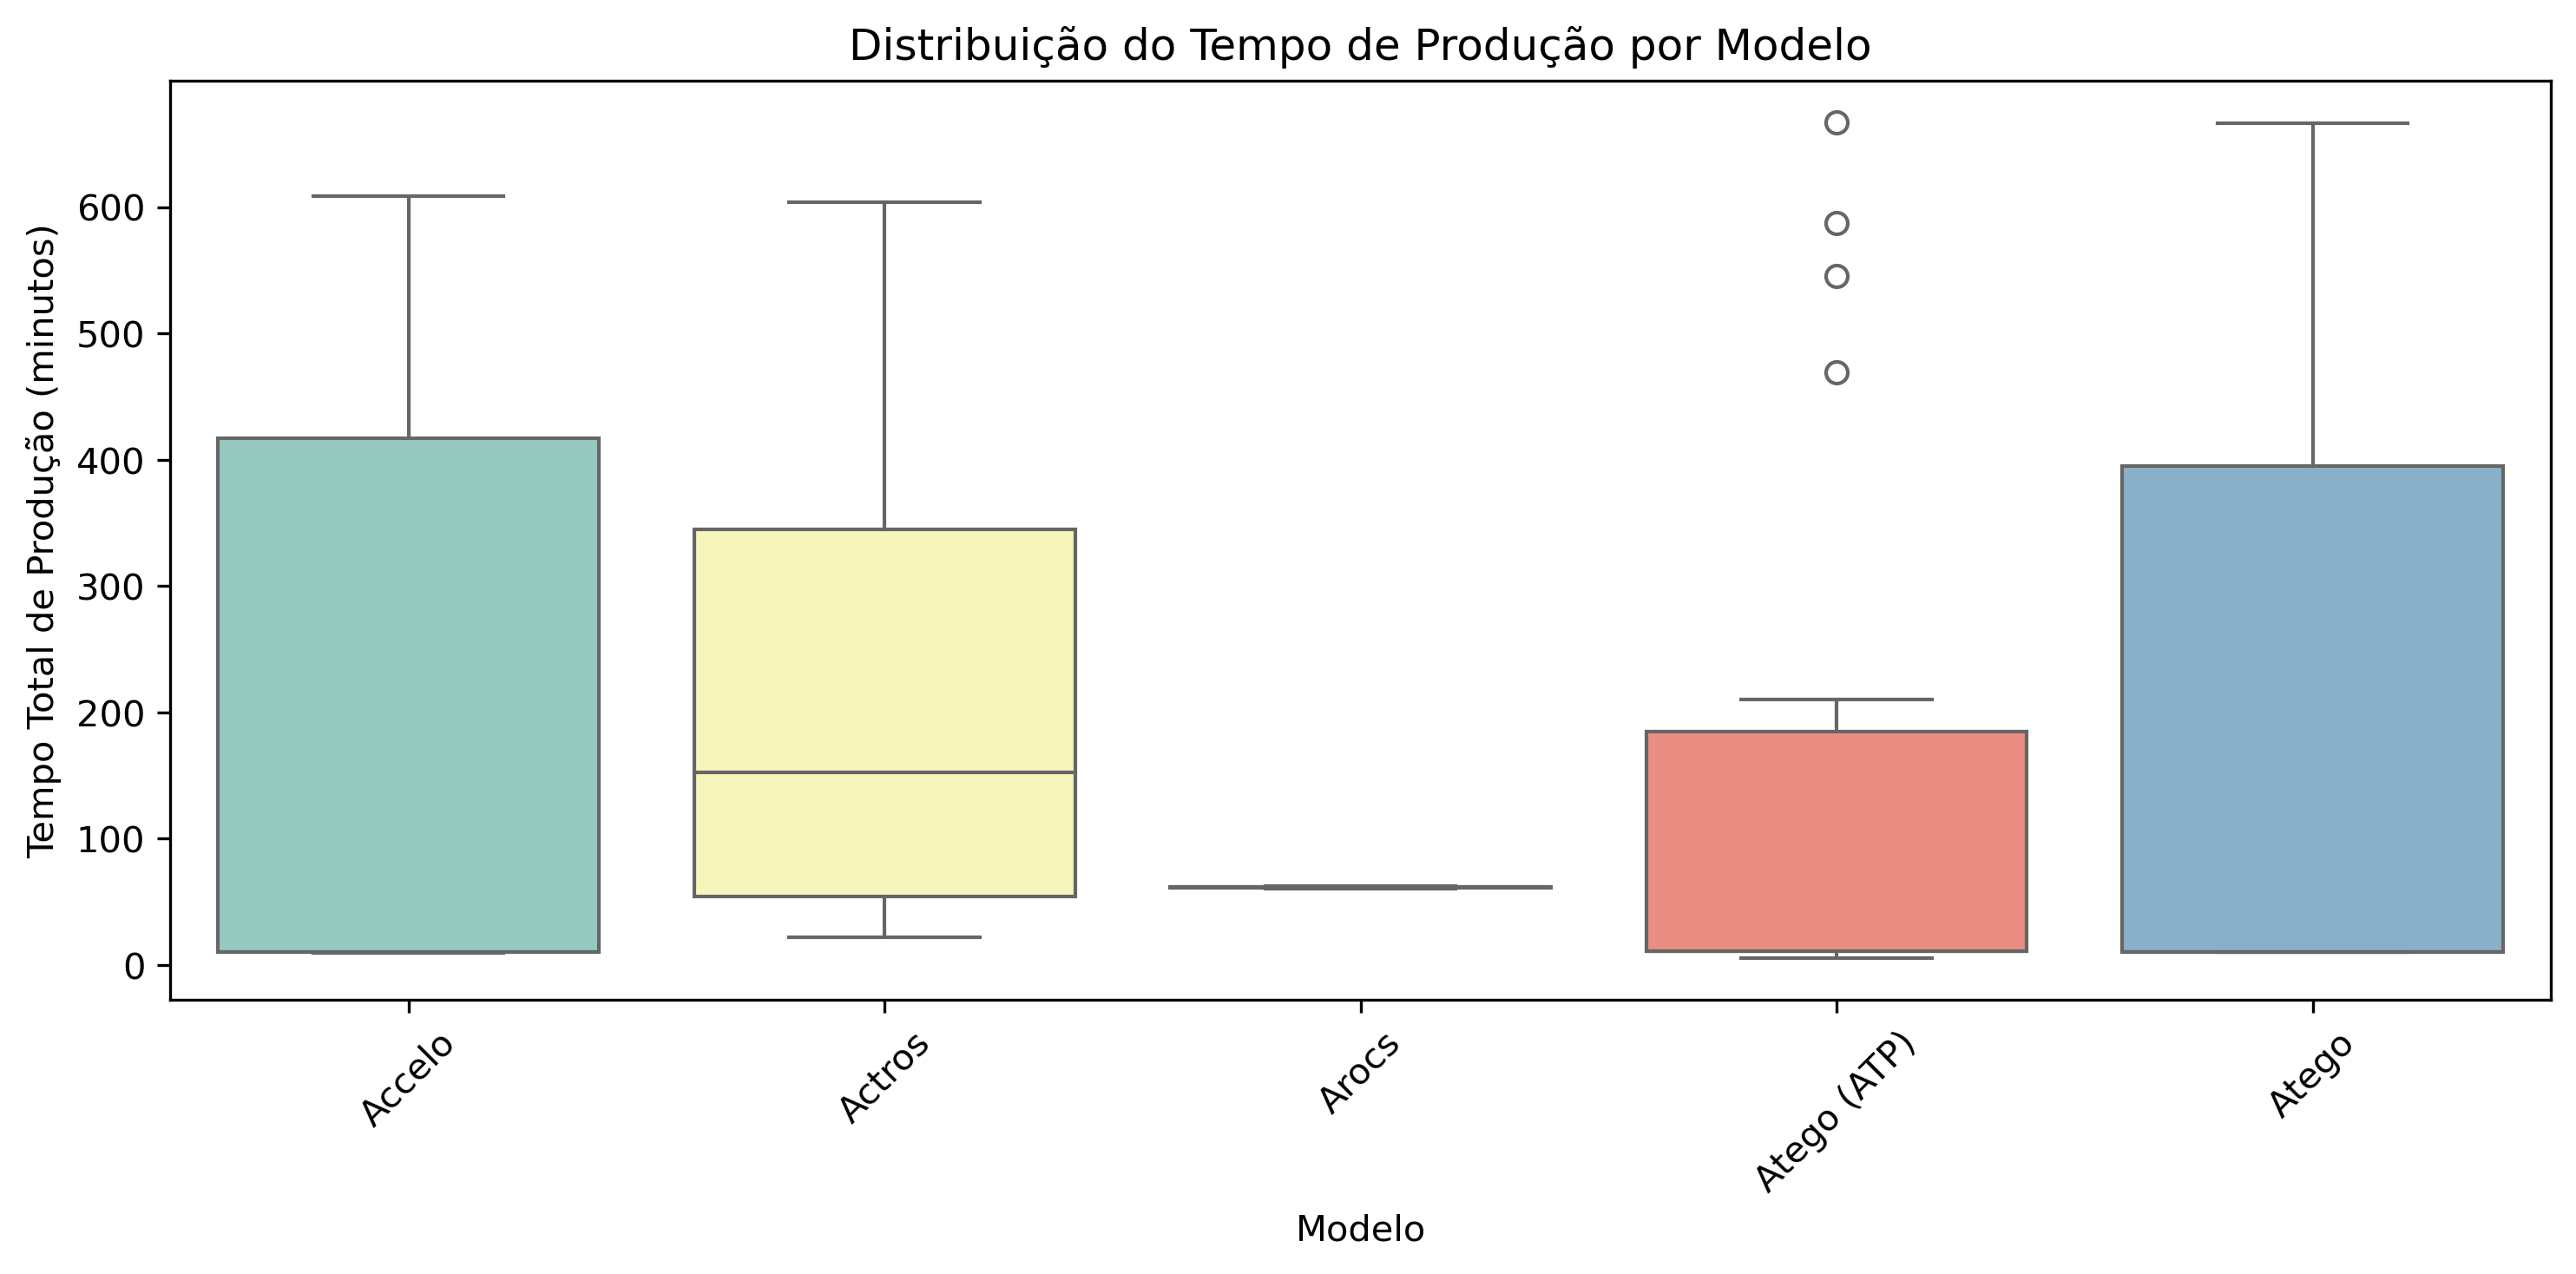 Distribuição do Tempo de Produção por Modelo
Tempo Total de Produção (minutos)
600
500
400
300
200
100
0
Accelo
Actros
Arocs
Atego (ATP)
Atego
Modelo